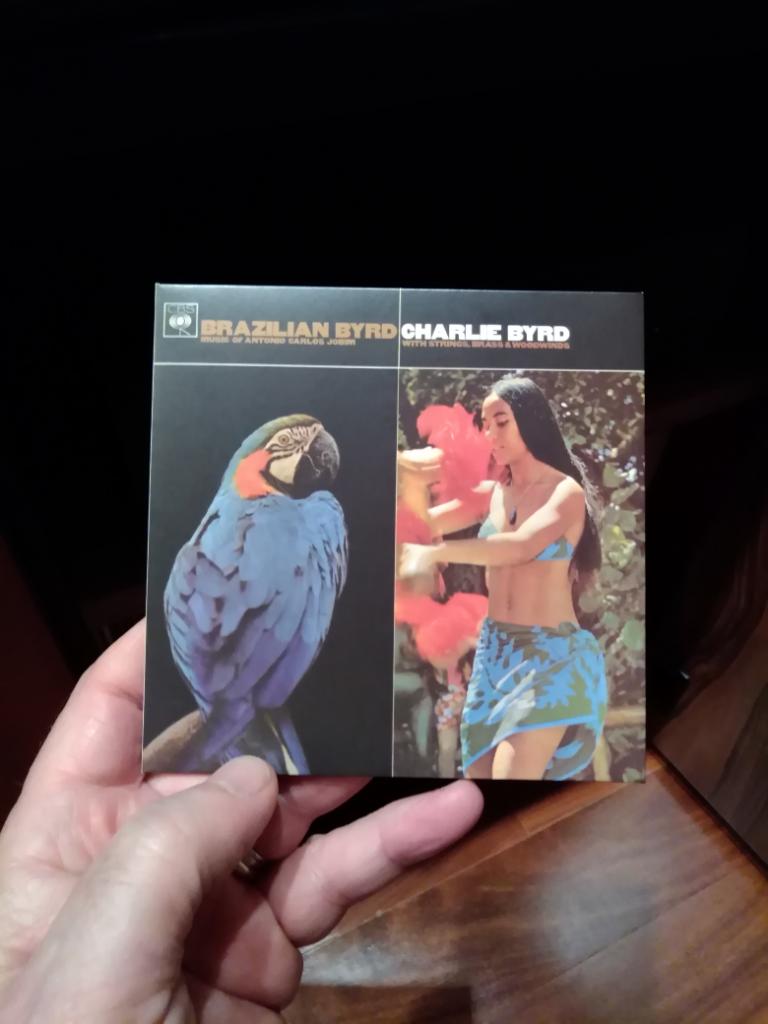 CBS
BRAZILIAN BYRD
MUSIC OF ANTONIO CARLOS JOBIM
CHARLIE BYRD
WITH STRINGS, BRASS & WOODWINDS